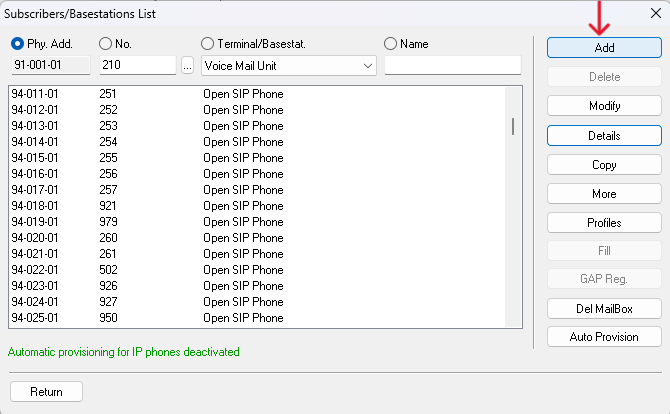 Subscribers/Basestations List
Phy. Add. No. Terminal/Basestat. Name
91-001-01 210 ... Voice Mail Unit
94-011-01 251 Open SIP Phone
94-012-01 252 Open SIP Phone
94-013-01 253 Open SIP Phone
94-014-01 254 Open SIP Phone
94-015-01 255 Open SIP Phone
94-016-01 256 Open SIP Phone
94-017-01 257 Open SIP Phone
94-018-01 921 Open SIP Phone
94-019-01 979 Open SIP Phone
94-020-01 260 Open SIP Phone
94-021-01 261 Open SIP Phone
94-022-01 502 Open SIP Phone
94-023-01 926 Open SIP Phone
94-024-01 927 Open SIP Phone
94-025-01 950 Open SIP Phone
Automatic provisioning for IP phones deactivated
Return
Add
Delete
Modify
Details
Copy
More
Profiles
Fill
GAP Reg.
Del MailBox
Auto Provision